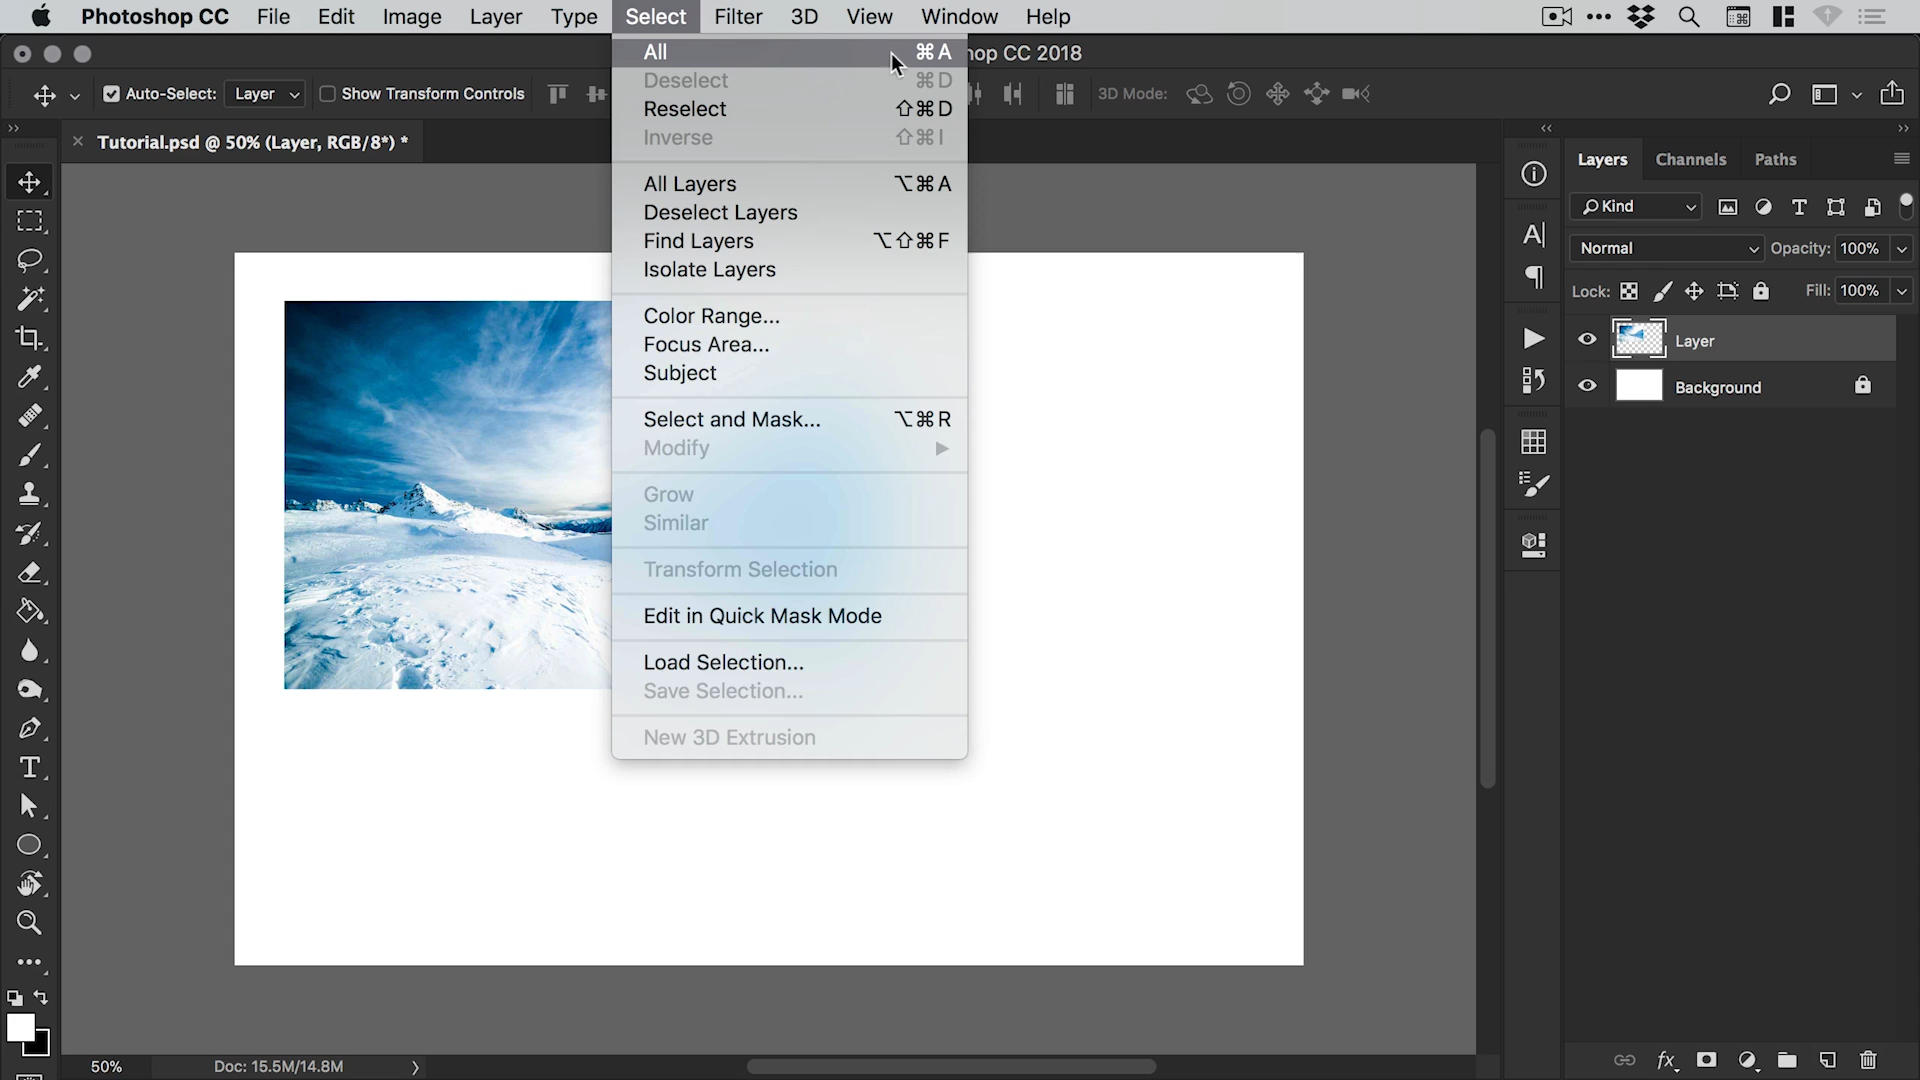 Photoshop CC File Edit Image Layer Type Select Filter 3D View Window Help
All ⌘A
hop CC 2018
Deselect ⌘D
Auto-Select: Layer Show Transform Controls 3D Mode:
Reselect ⇧⌘D
Inverse ⇧⌘I
Tutorial.psd @ 50% (Layer, RGB/8*) *
Layers Channels Paths
All Layers ⌥⌘A
Deselect Layers
Kind
Find Layers ⌥⇧⌘F
Normal Opacity: 100%
Isolate Layers
Lock: Fill: 100%
Color Range...
Layer
Focus Area...
Subject
Background
Select and Mask... ⌥⌘R
Modify
Grow
Similar
Transform Selection
Edit in Quick Mask Mode
Load Selection...
Save Selection...
New 3D Extrusion
50% Doc: 15.5M/14.8M